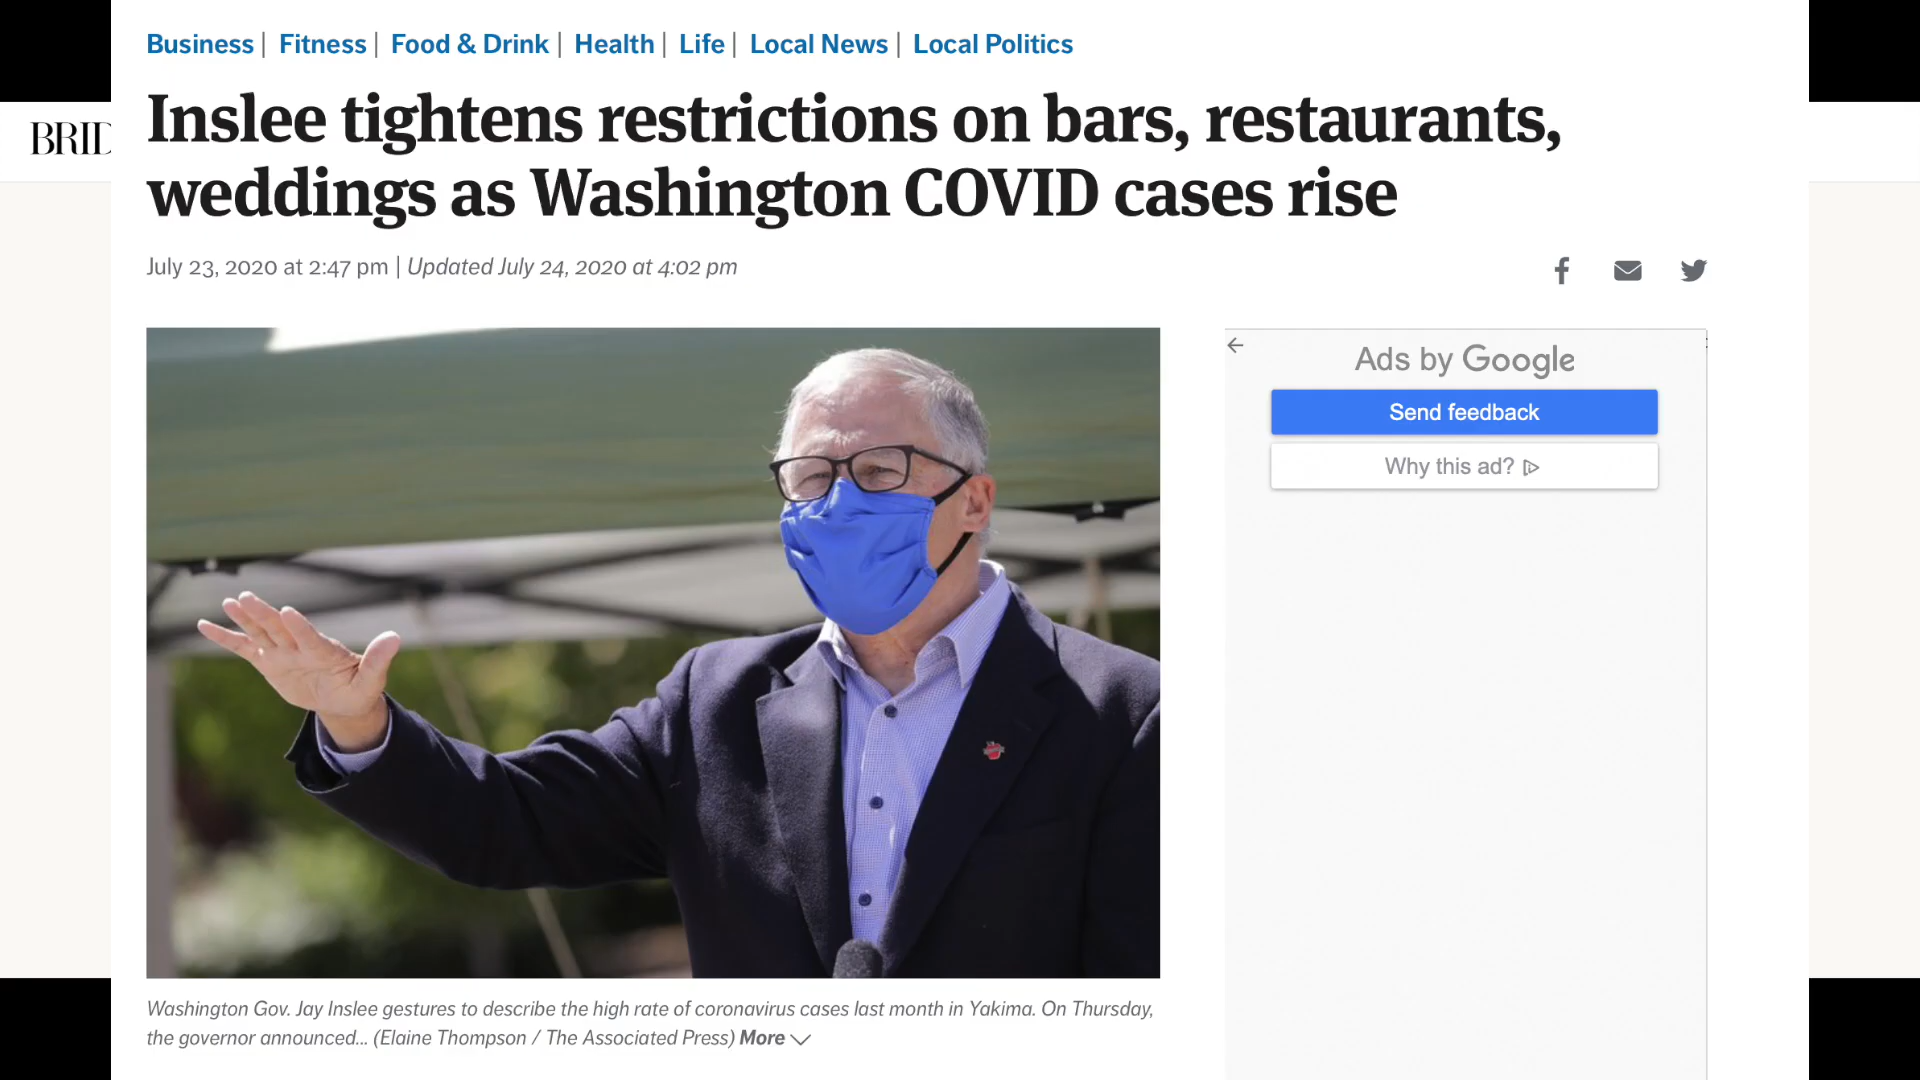 Business | Fitness | Food & Drink | Health | Life | Local News | Local Politics
BRID
Inslee tightens restrictions on bars, restaurants,
weddings as Washington COVID cases rise
July 23, 2020 at 2:47 pm | Updated July 24, 2020 at 4:02 pm
Ads by Google
Send feedback
Why this ad?
Washington Gov. Jay Inslee gestures to describe the high rate of coronavirus cases last month in Yakima. On Thursday,
the governor announced... (Elaine Thompson / The Associated Press) More